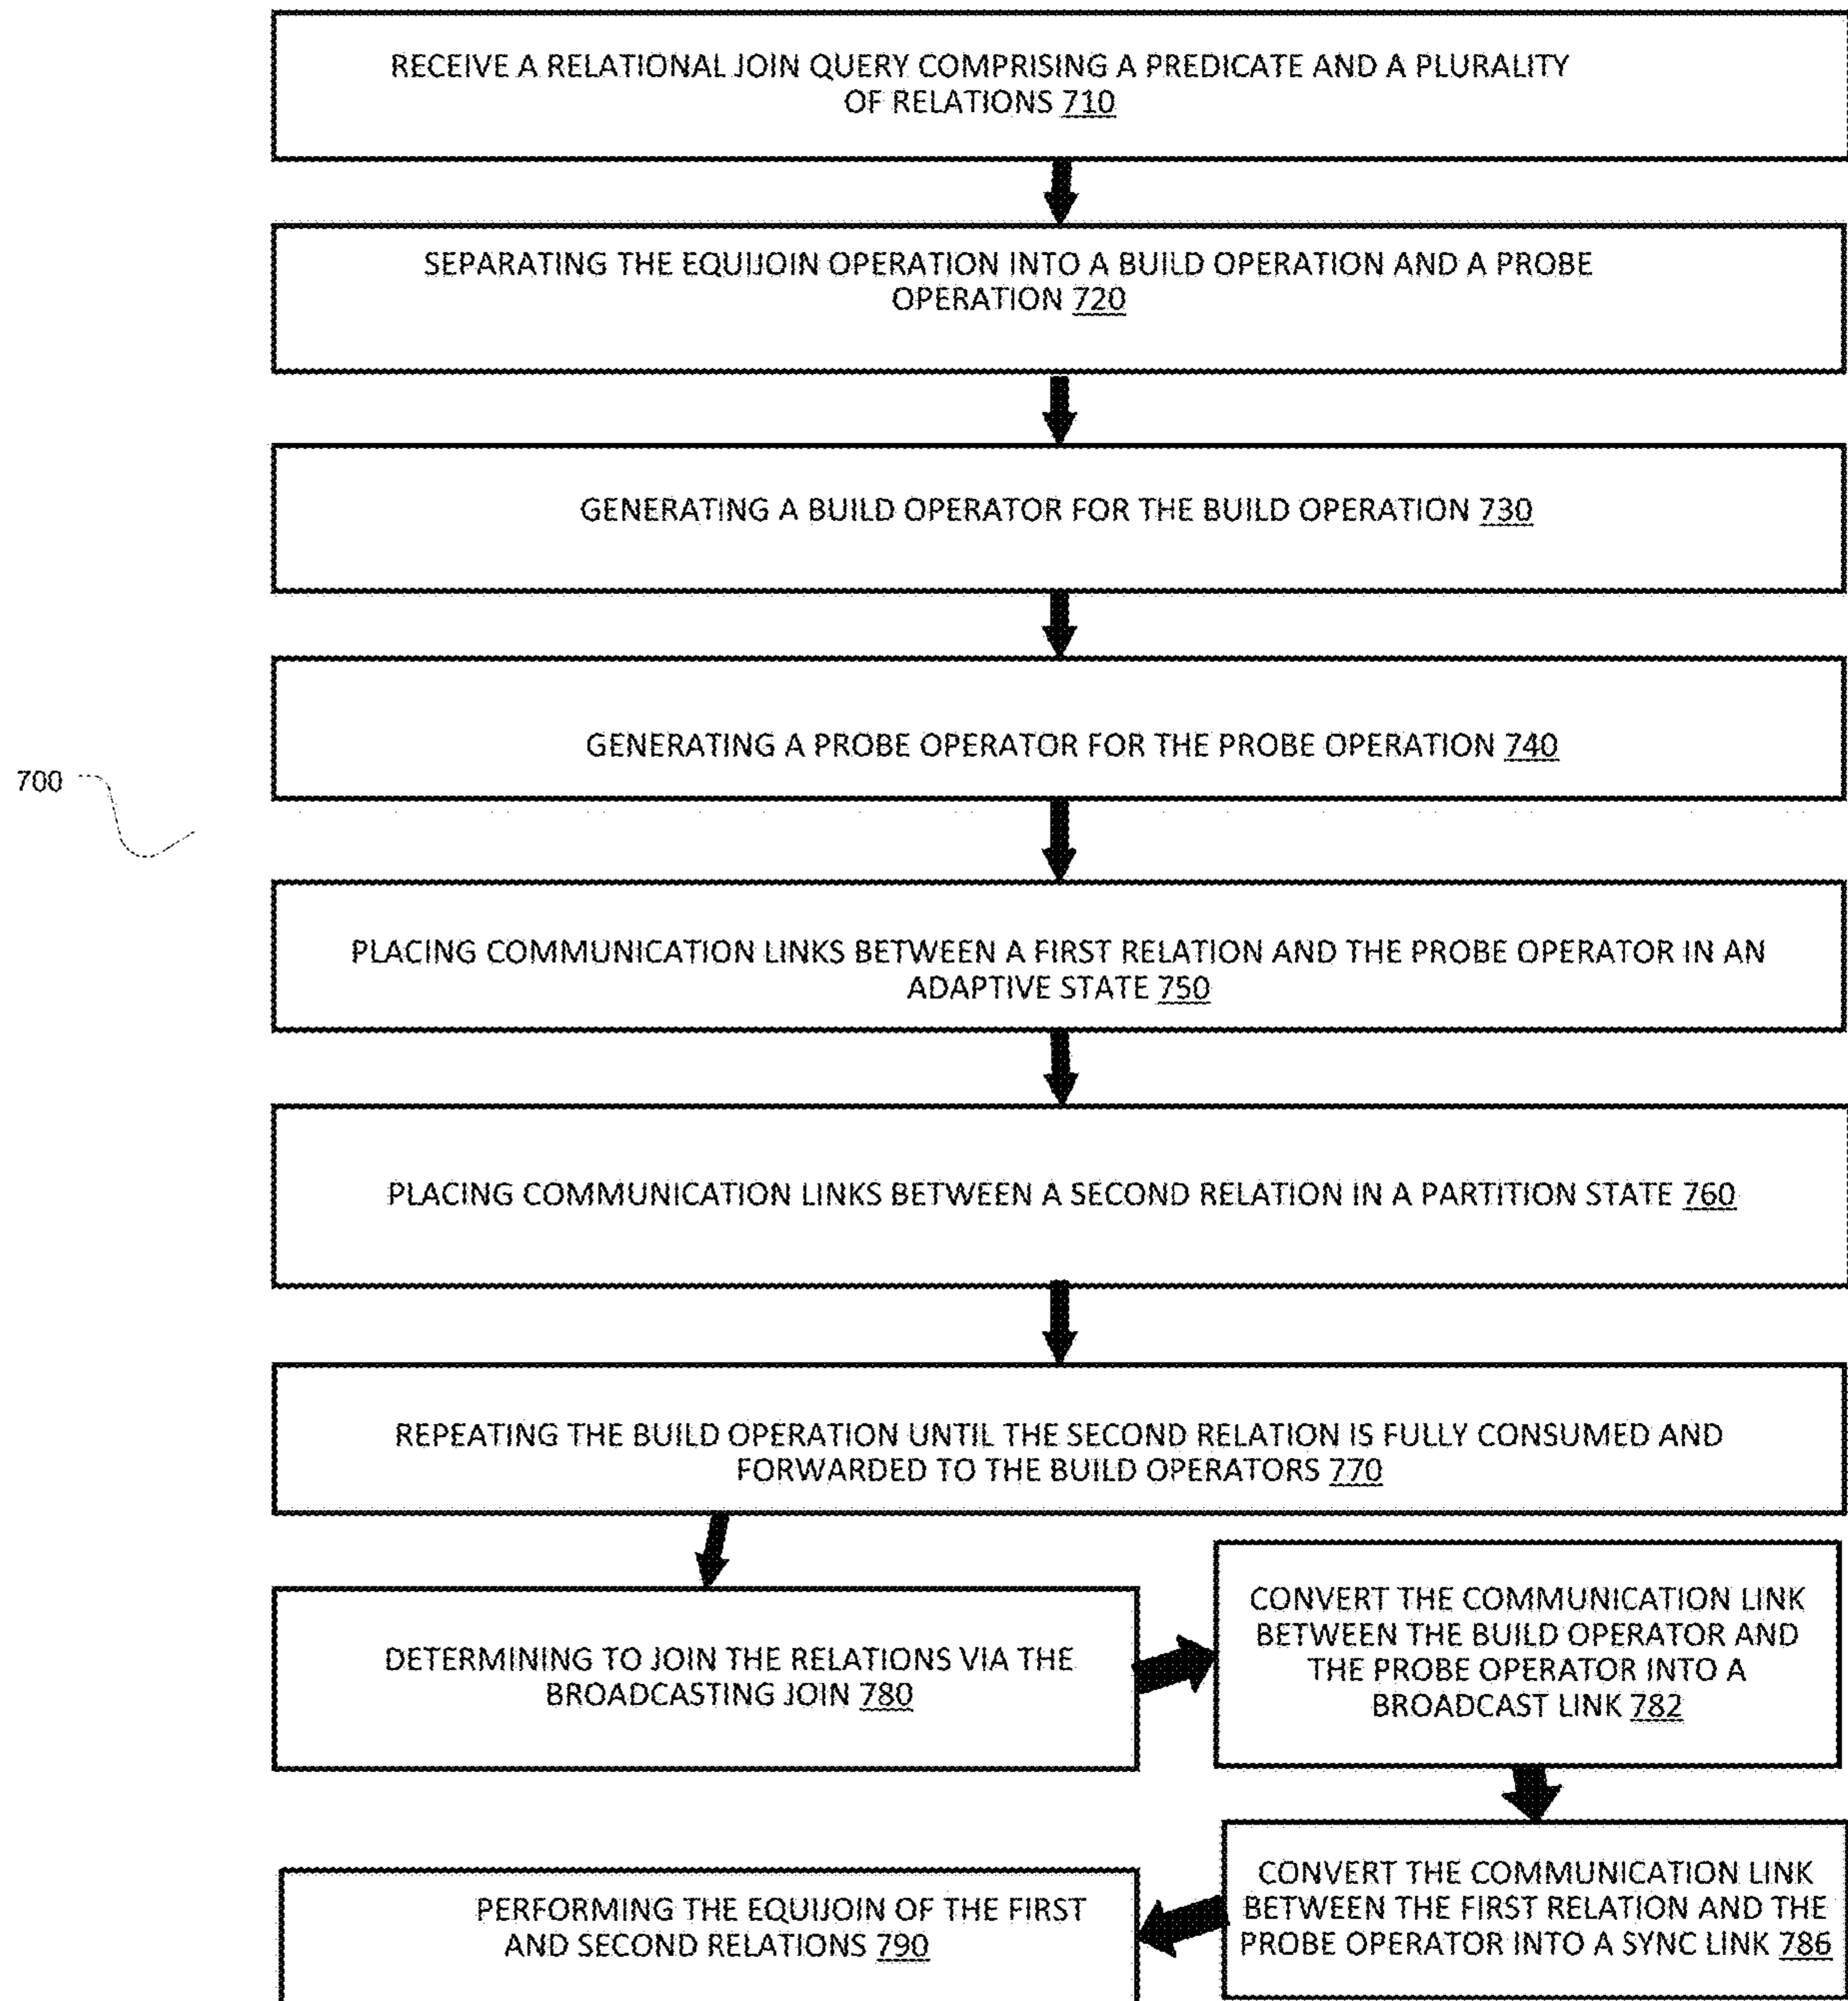 RECEIVE A RELATIONAL JOIN QUERY COMPRISING A PREDICATE AND A PLURALITY
OF RELATIONS 710
SEPARATING THE EQUIJOIN OPERATION INTO A BUILD OPERATION AND A PROBE
OPERATION 720
GENERATING A BUILD OPERATOR FOR THE BUILD OPERATION 730
GENERATING A PROBE OPERATOR FOR THE PROBE OPERATION 740
700
PLACING COMMUNICATION LINKS BETWEEN A FIRST RELATION AND THE PROBE OPERATOR IN AN
ADAPTIVE STATE 750
PLACING COMMUNICATION LINKS BETWEEN A SECOND RELATION IN A PARTITION STATE 760
REPEATING THE BUILD OPERATION UNTIL THE SECOND RELATION IS FULLY CONSUMED AND
FORWARDED TO THE BUILD OPERATORS 770
DETERMINING TO JOIN THE RELATIONS VIA THE
BROADCASTING JOIN 780
CONVERT THE COMMUNICATION LINK
BETWEEN THE BUILD OPERATOR AND
THE PROBE OPERATOR INTO A
BROADCAST LINK 782
CONVERT THE COMMUNICATION LINK
BETWEEN THE FIRST RELATION AND THE
PROBE OPERATOR INTO A SYNC LINK 786
PERFORMING THE EQUIJOIN OF THE FIRST
AND SECOND RELATIONS 790